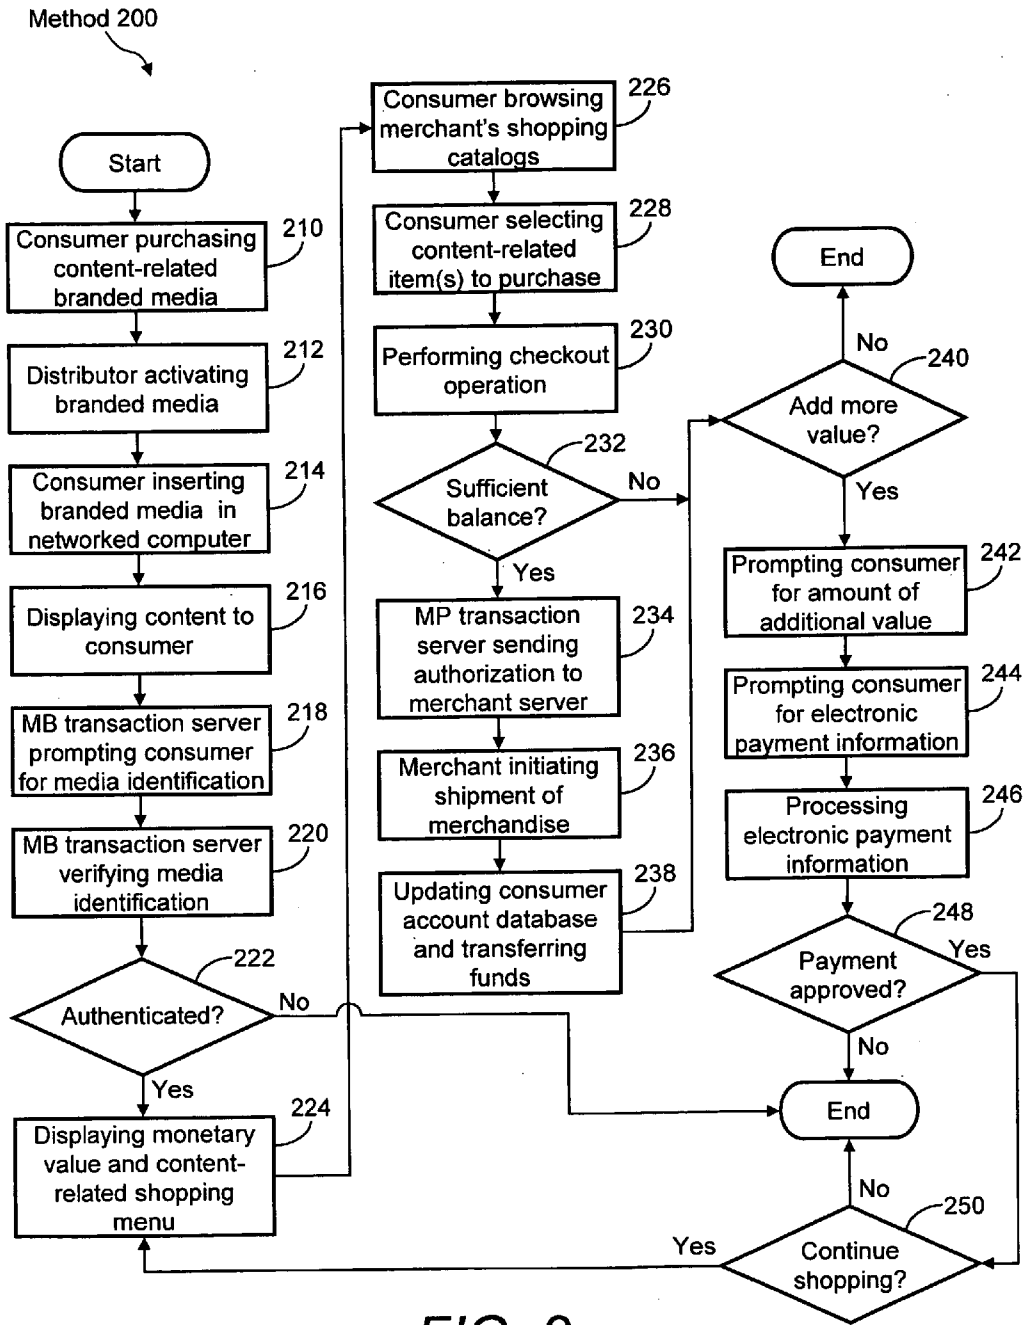 Method 200
Start
Consumer purchasing
content-related
branded media
210
Distributor activating
branded media
212
Consumer inserting
branded media in
networked computer
214
Displaying content to
consumer
216
MB transaction server
prompting consumer
for media identification
218
MB transaction server
verifying media
identification
220
Authenticated?
222
No
Yes
Displaying monetary
value and content-
related shopping
menu
224
Consumer browsing
merchant's shopping
catalogs
226
Consumer selecting
content-related
item(s) to purchase
228
Performing checkout
operation
230
Sufficient
balance?
232
No
Yes
MP transaction
server sending
authorization to
merchant server
234
Merchant initiating
shipment of
merchandise
236
Updating consumer
account database
and transferring
funds
238
End
No
Add more
value?
240
Yes
Prompting consumer
for amount of
additional value
242
Prompting consumer
for electronic
payment information
244
Processing
electronic payment
information
246
Payment
approved?
248
Yes
No
End
No
Continue
shopping?
250
Yes
FIG.